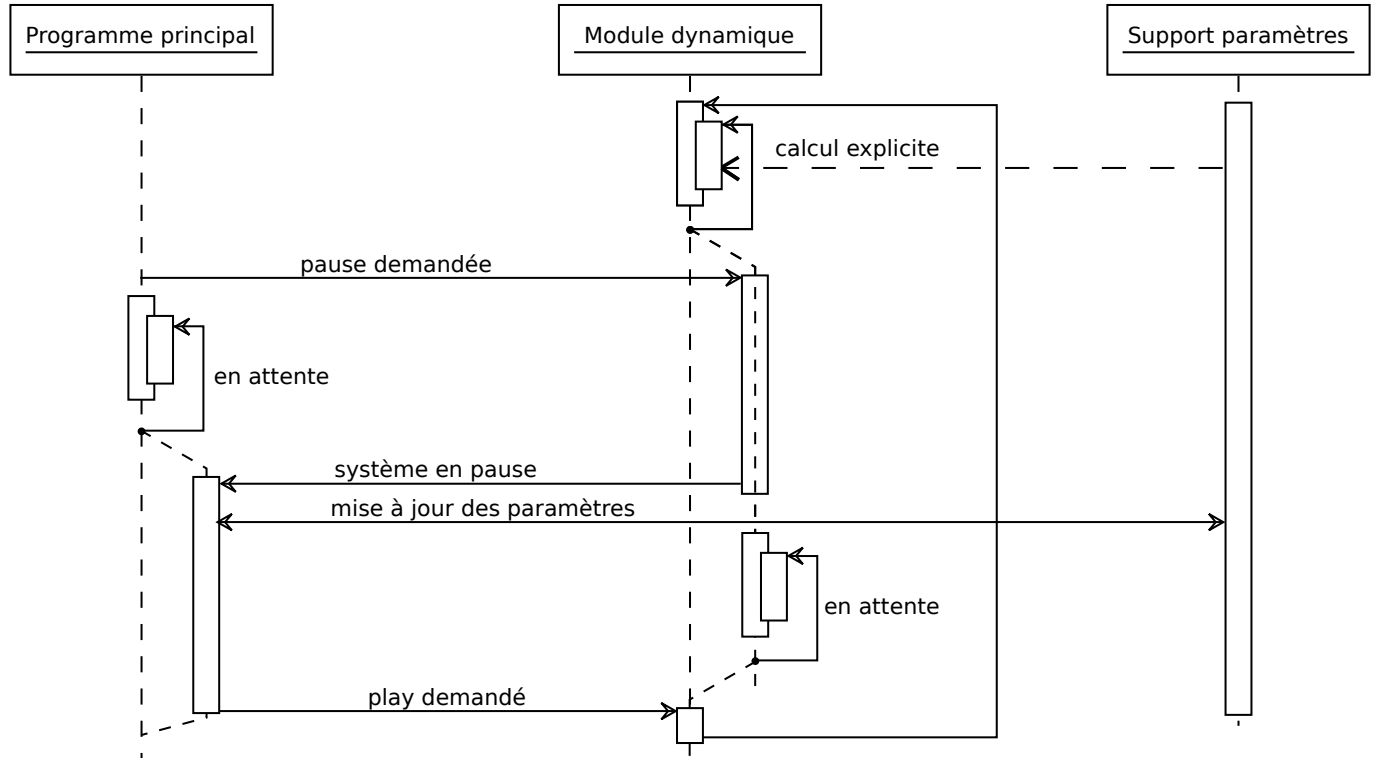 Programme principal
Module dynamique
Support paramètres
calcul explicite
pause demandée
en attente
système en pause
mise à jour des paramètres
en attente
play demandé